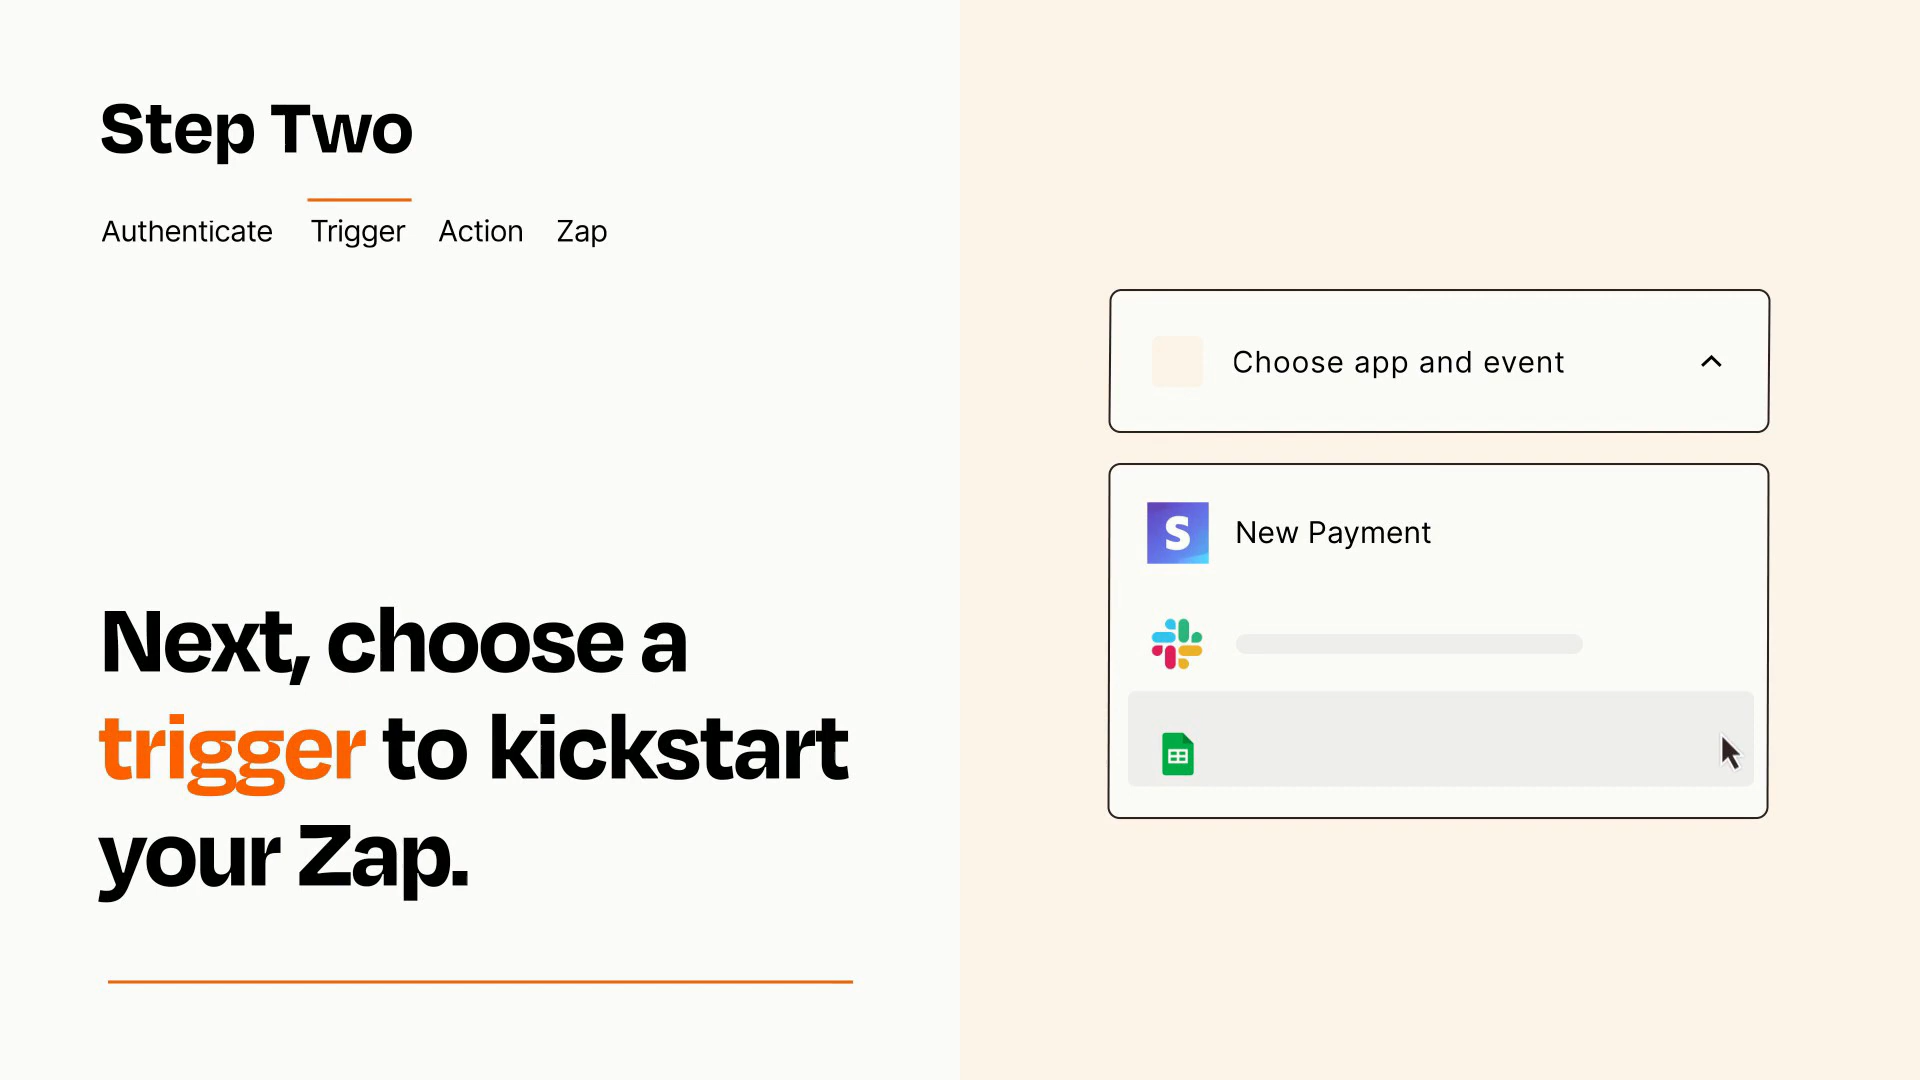 Step Two
Authenticate Trigger Action Zap
Next, choose a
trigger to kickstart
your Zap.
Choose app and event
S New Payment